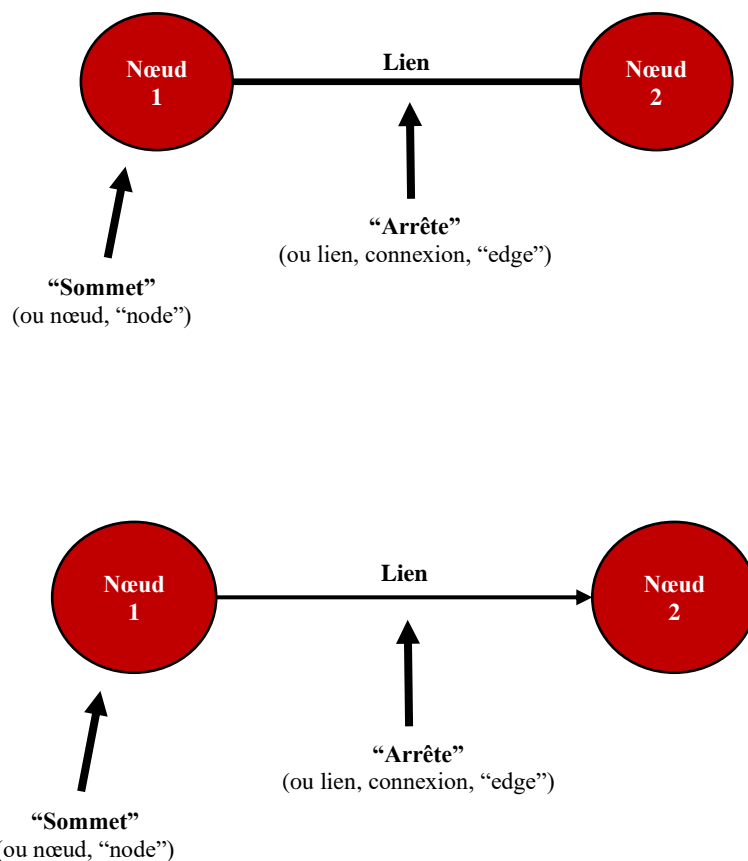 Nœud
1
Lien
Nœud
2
“Arrête”
(ou lien, connexion, “edge”)
“Sommet”
(ou nœud, “node”)
Nœud
1
Lien
Nœud
2
“Arrête”
(ou lien, connexion, “edge”)
“Sommet”
(ou nœud, “node”)